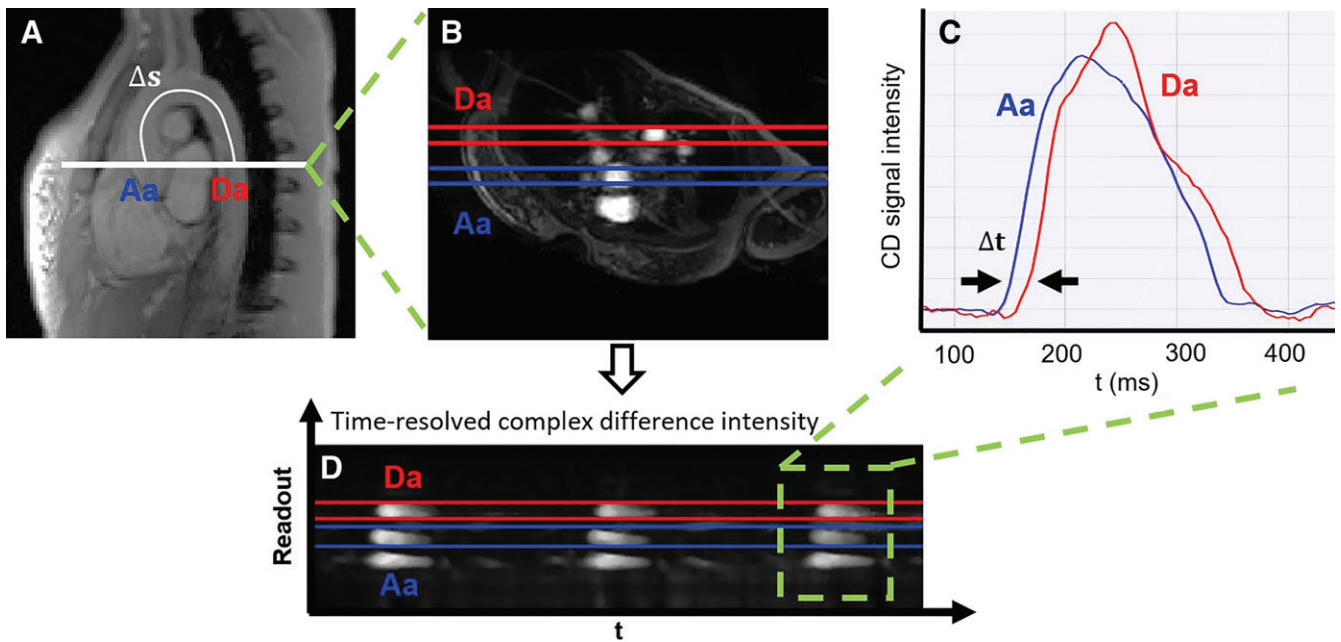 A
Δs
Aa
Da
B
Da
Aa
C
CD signal intensity
Aa
Da
Δt
100
200
300
400
t (ms)
Time-resolved complex difference intensity
D
Da
Aa
Readout
t